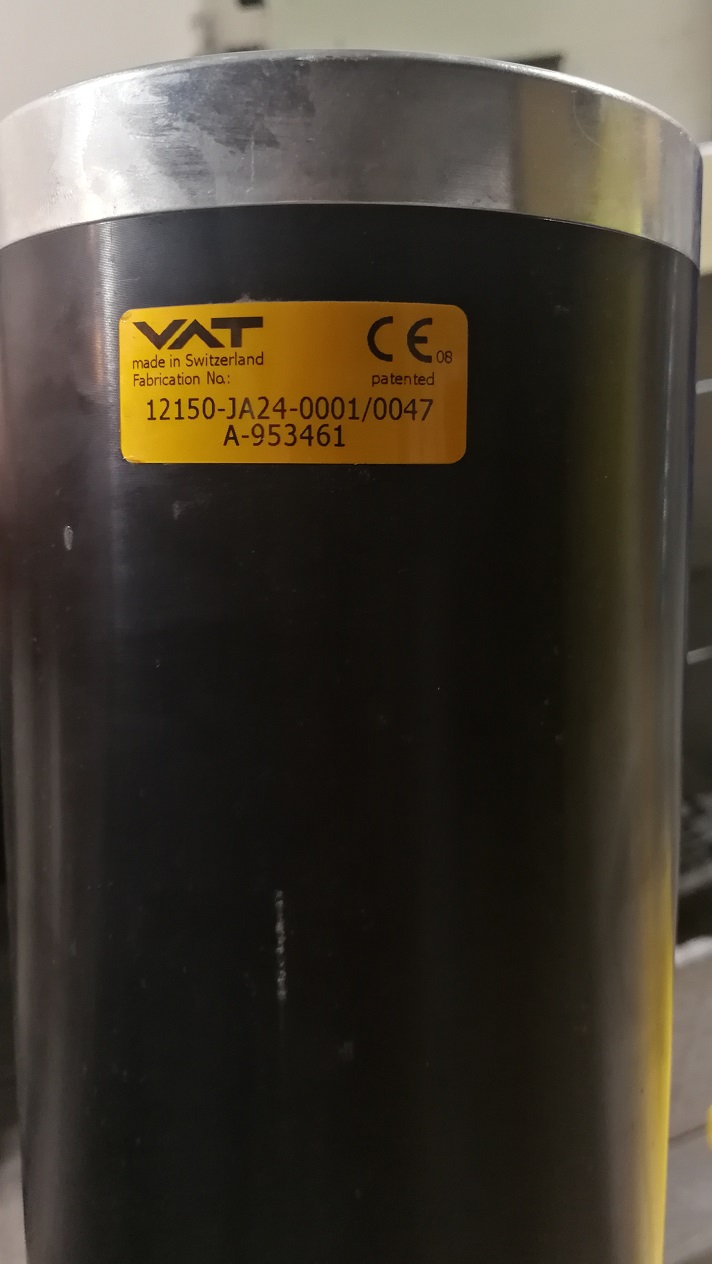 VAT
CE 08
made in Switzerland
Fabrication No.: patented
12150-JA24-0001/0047
A-953461